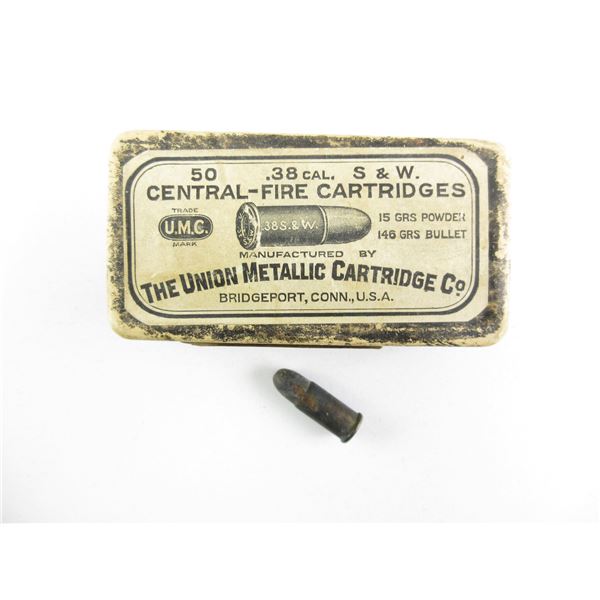 50 .38 CAL. S & W.
CENTRAL-FIRE CARTRIDGES
TRADE
U.M.C.
MARK
.38 S.& W.
15 GRS POWDER
146 GRS BULLET
MANUFACTURED BY
THE UNION METALLIC CARTRIDGE CO.
BRIDGEPORT, CONN., U.S.A.